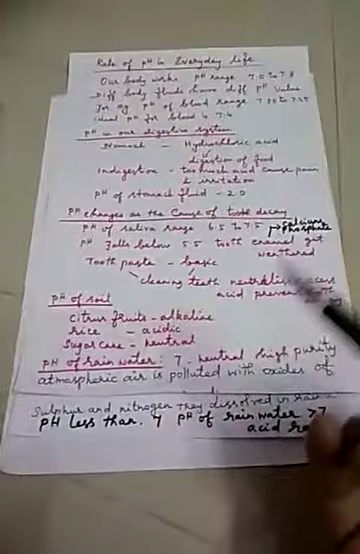 Role of pH in Everyday life
Our body works pH range 7.0 to 7.8
Diff body fluids have diff pH value
For eg pH of blood range 7.35 to 7.45
ideal pH for blood is 7.4
pH in our digestive system
Stomach - Hydrochloric acid
digestion of food
Indigestion - too much acid cause pain
& irritation
pH of stomach fluid - 2.0
pH changes as the Cause of tooth decay
pH of saliva range 6.5 to 7.5 → Calcium
phosphate
pH falls below 5.5 tooth enamel get
weathered
Tooth paste - basic
cleaning teeth neutralise excess
acid prevent
pH of soil
Citrus fruits - alkaline
rice - acidic
Sugarcane - neutral
pH of rain water: 7. neutral high purity
atmospheric air is polluted with oxides of
Sulphur and nitrogen they dissolved in rain
pH less than. 7 pH of rain water > 7
acid